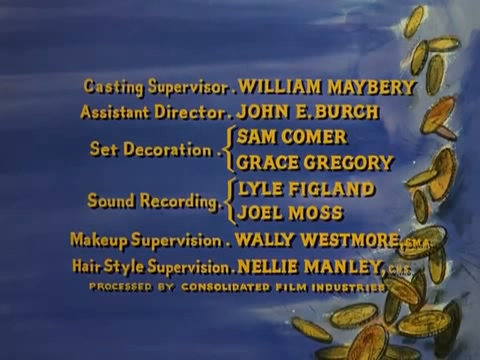 Casting Supervisor. WILLIAM MAYBERY
Assistant Director. JOHN E. BURCH
Set Decoration. SAM COMER
GRACE GREGORY
Sound Recording. LYLE FIGLAND
JOEL MOSS
Makeup Supervision. WALLY WESTMORE, S.M.A.
Hair Style Supervision. NELLIE MANLEY, C.H.S.
PROCESSED BY CONSOLIDATED FILM INDUSTRIES